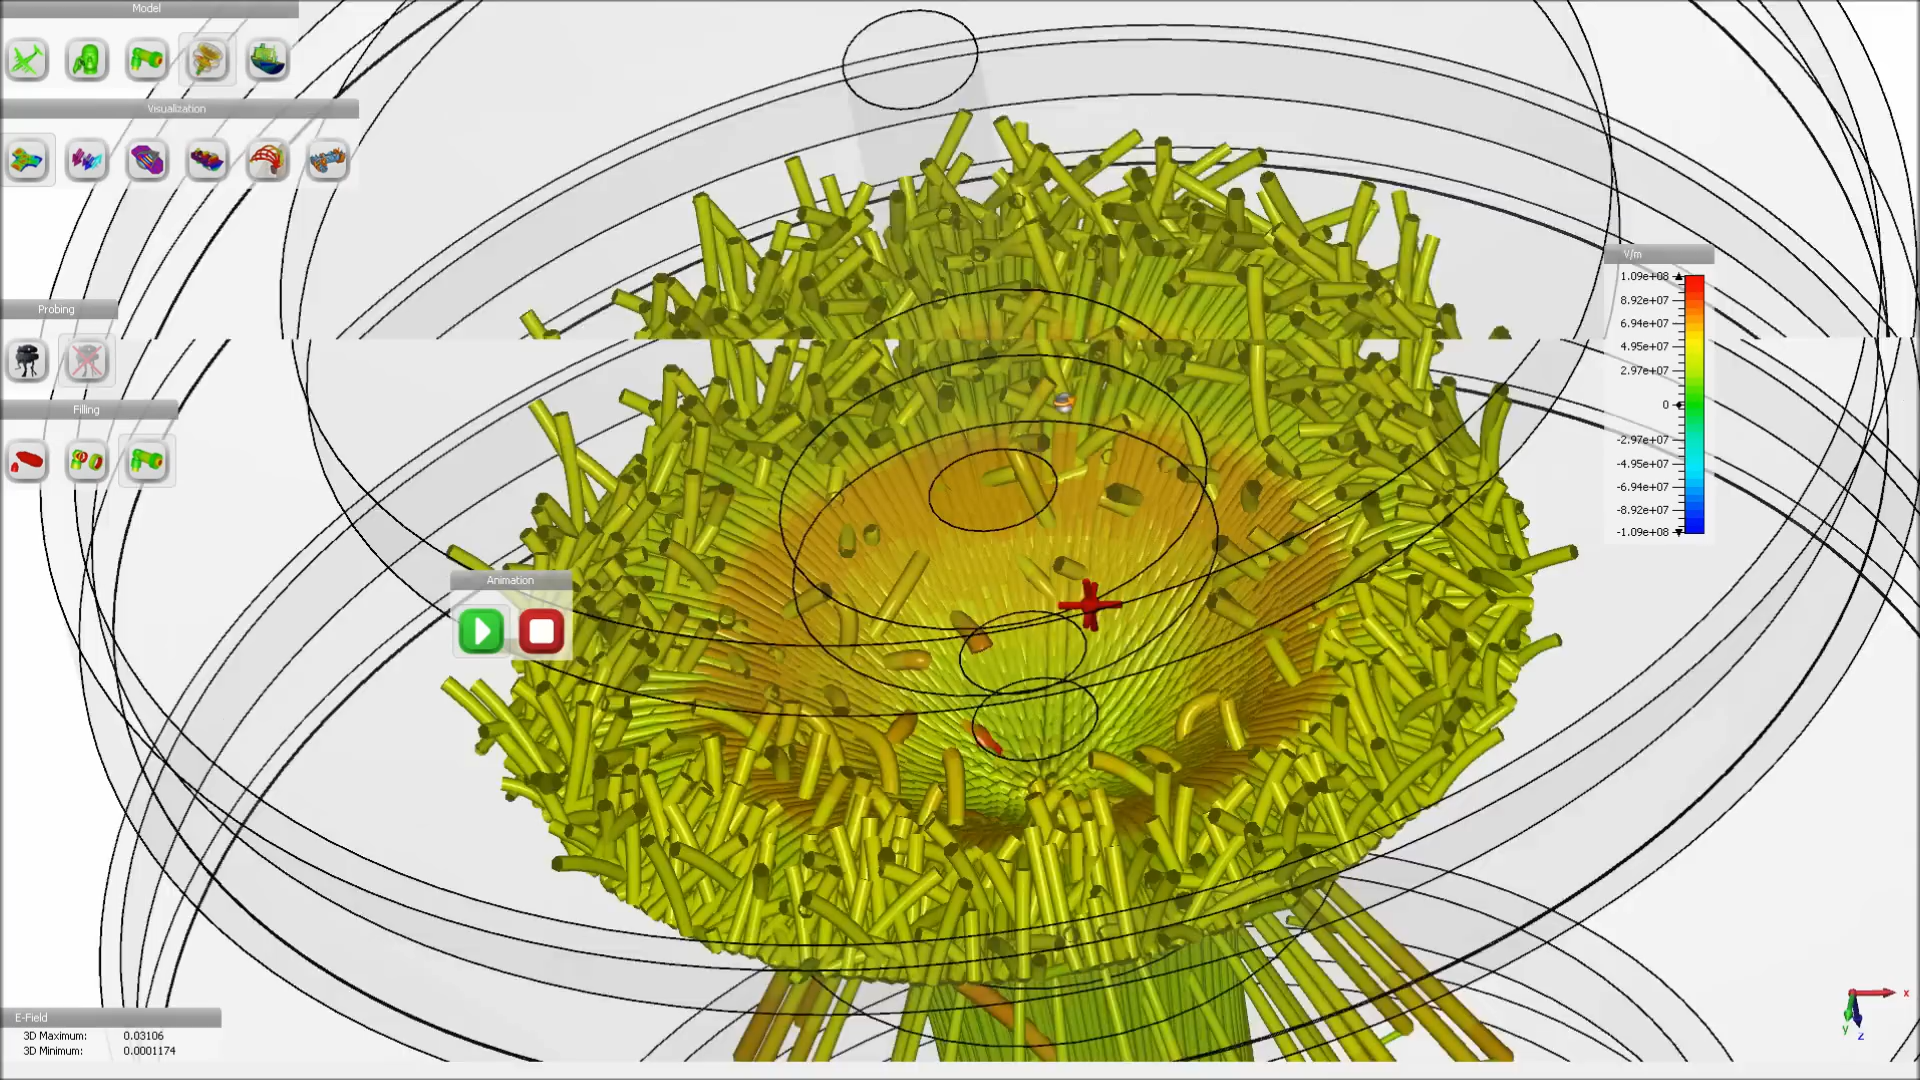 Model
Visualization
Probing
Filling
Animation
V/m
1.09e+08
8.92e+07
6.94e+07
4.95e+07
2.97e+07
0
-2.97e+07
-4.95e+07
-6.94e+07
-8.92e+07
-1.09e+08
E-Field
3D Maximum: 0.03106
3D Minimum: 0.0001174
x
y
z